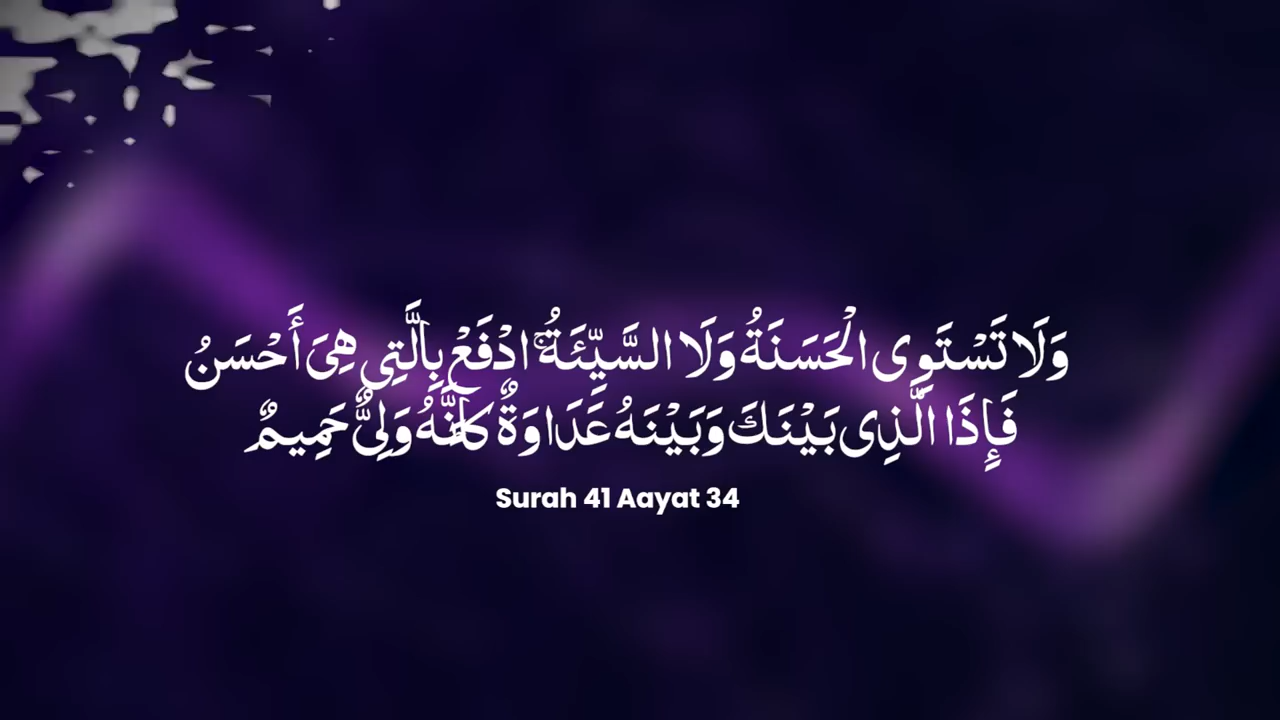 وَلَا تَسْتَوِى الْحَسَنَةُ وَلَا السَّيِّئَةُ ۚ ادْفَعْ بِالَّتِى هِىَ أَحْسَنُ
فَإِذَا الَّذِى بَيْنَكَ وَبَيْنَهُ عَدَاوَةٌ كَأَنَّهُ وَلِىٌّ حَمِيمٌ
Surah 41 Aayat 34